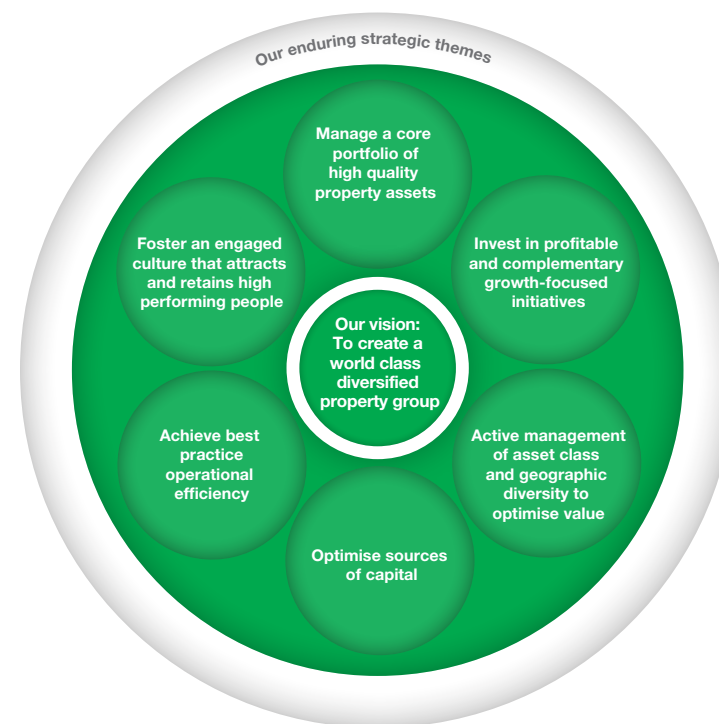 Our enduring strategic themes
Manage a core
portfolio of
high quality
property assets
Foster an engaged
culture that attracts
and retains high
performing people
Invest in profitable
and complementary
growth-focused
initiatives
Our vision:
To create a
world class
diversified
property group
Achieve best
practice
operational
efficiency
Active management
of asset class
and geographic
diversity to
optimise value
Optimise sources
of capital